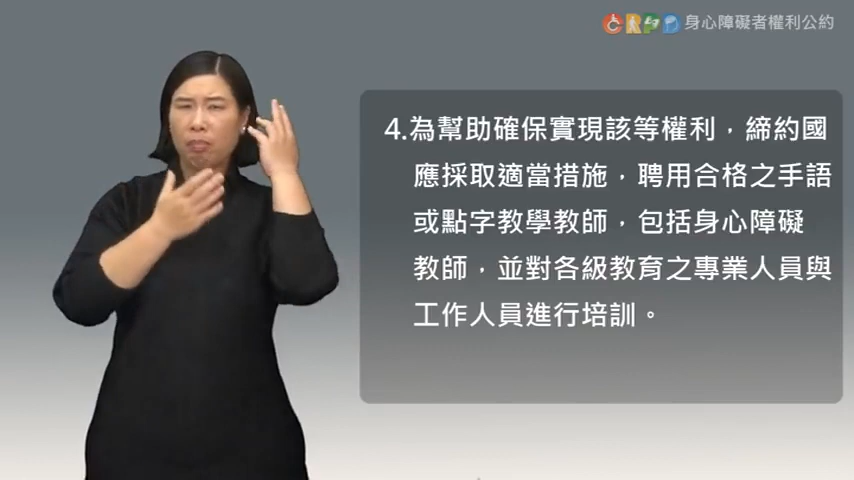 CRPD 身心障礙者權利公約
4.為幫助確保實現該等權利，締約國
應採取適當措施，聘用合格之手語
或點字教學教師，包括身心障礙
教師，並對各級教育之專業人員與
工作人員進行培訓。